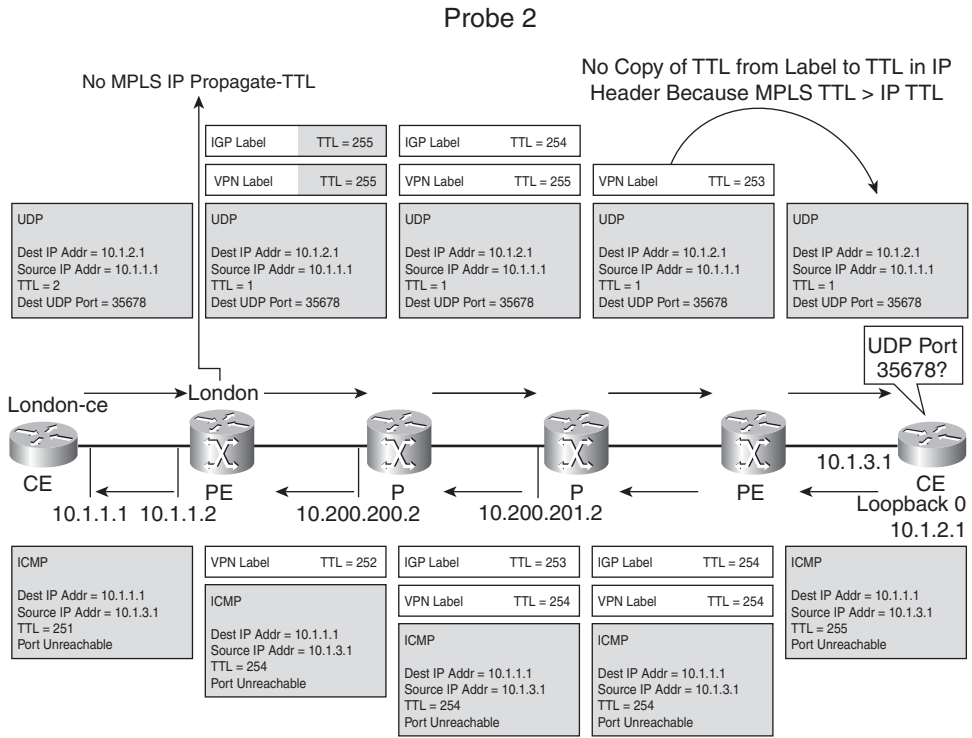 Probe 2
No MPLS IP Propagate-TTL
No Copy of TTL from Label to TTL in IP
Header Because MPLS TTL > IP TTL
IGP Label TTL = 255
IGP Label TTL = 254
VPN Label TTL = 255
VPN Label TTL = 255
VPN Label TTL = 253
UDP
Dest IP Addr = 10.1.2.1
Source IP Addr = 10.1.1.1
TTL = 2
Dest UDP Port = 35678
UDP
Dest IP Addr = 10.1.2.1
Source IP Addr = 10.1.1.1
TTL = 1
Dest UDP Port = 35678
UDP
Dest IP Addr = 10.1.2.1
Source IP Addr = 10.1.1.1
TTL = 1
Dest UDP Port = 35678
UDP
Dest IP Addr = 10.1.2.1
Source IP Addr = 10.1.1.1
TTL = 1
Dest UDP Port = 35678
UDP
Dest IP Addr = 10.1.2.1
Source IP Addr = 10.1.1.1
TTL = 1
Dest UDP Port = 35678
UDP Port
35678?
London-ce
London
CE
PE
P
P
PE
CE
10.1.3.1
Loopback 0
10.1.2.1
10.1.1.1
10.1.1.2
10.200.200.2
10.200.201.2
ICMP
Dest IP Addr = 10.1.1.1
Source IP Addr = 10.1.3.1
TTL = 251
Port Unreachable
VPN Label TTL = 252
ICMP
Dest IP Addr = 10.1.1.1
Source IP Addr = 10.1.3.1
TTL = 254
Port Unreachable
IGP Label TTL = 253
VPN Label TTL = 254
ICMP
Dest IP Addr = 10.1.1.1
Source IP Addr = 10.1.3.1
TTL = 254
Port Unreachable
IGP Label TTL = 254
VPN Label TTL = 254
ICMP
Dest IP Addr = 10.1.1.1
Source IP Addr = 10.1.3.1
TTL = 254
Port Unreachable
ICMP
Dest IP Addr = 10.1.1.1
Source IP Addr = 10.1.3.1
TTL = 255
Port Unreachable